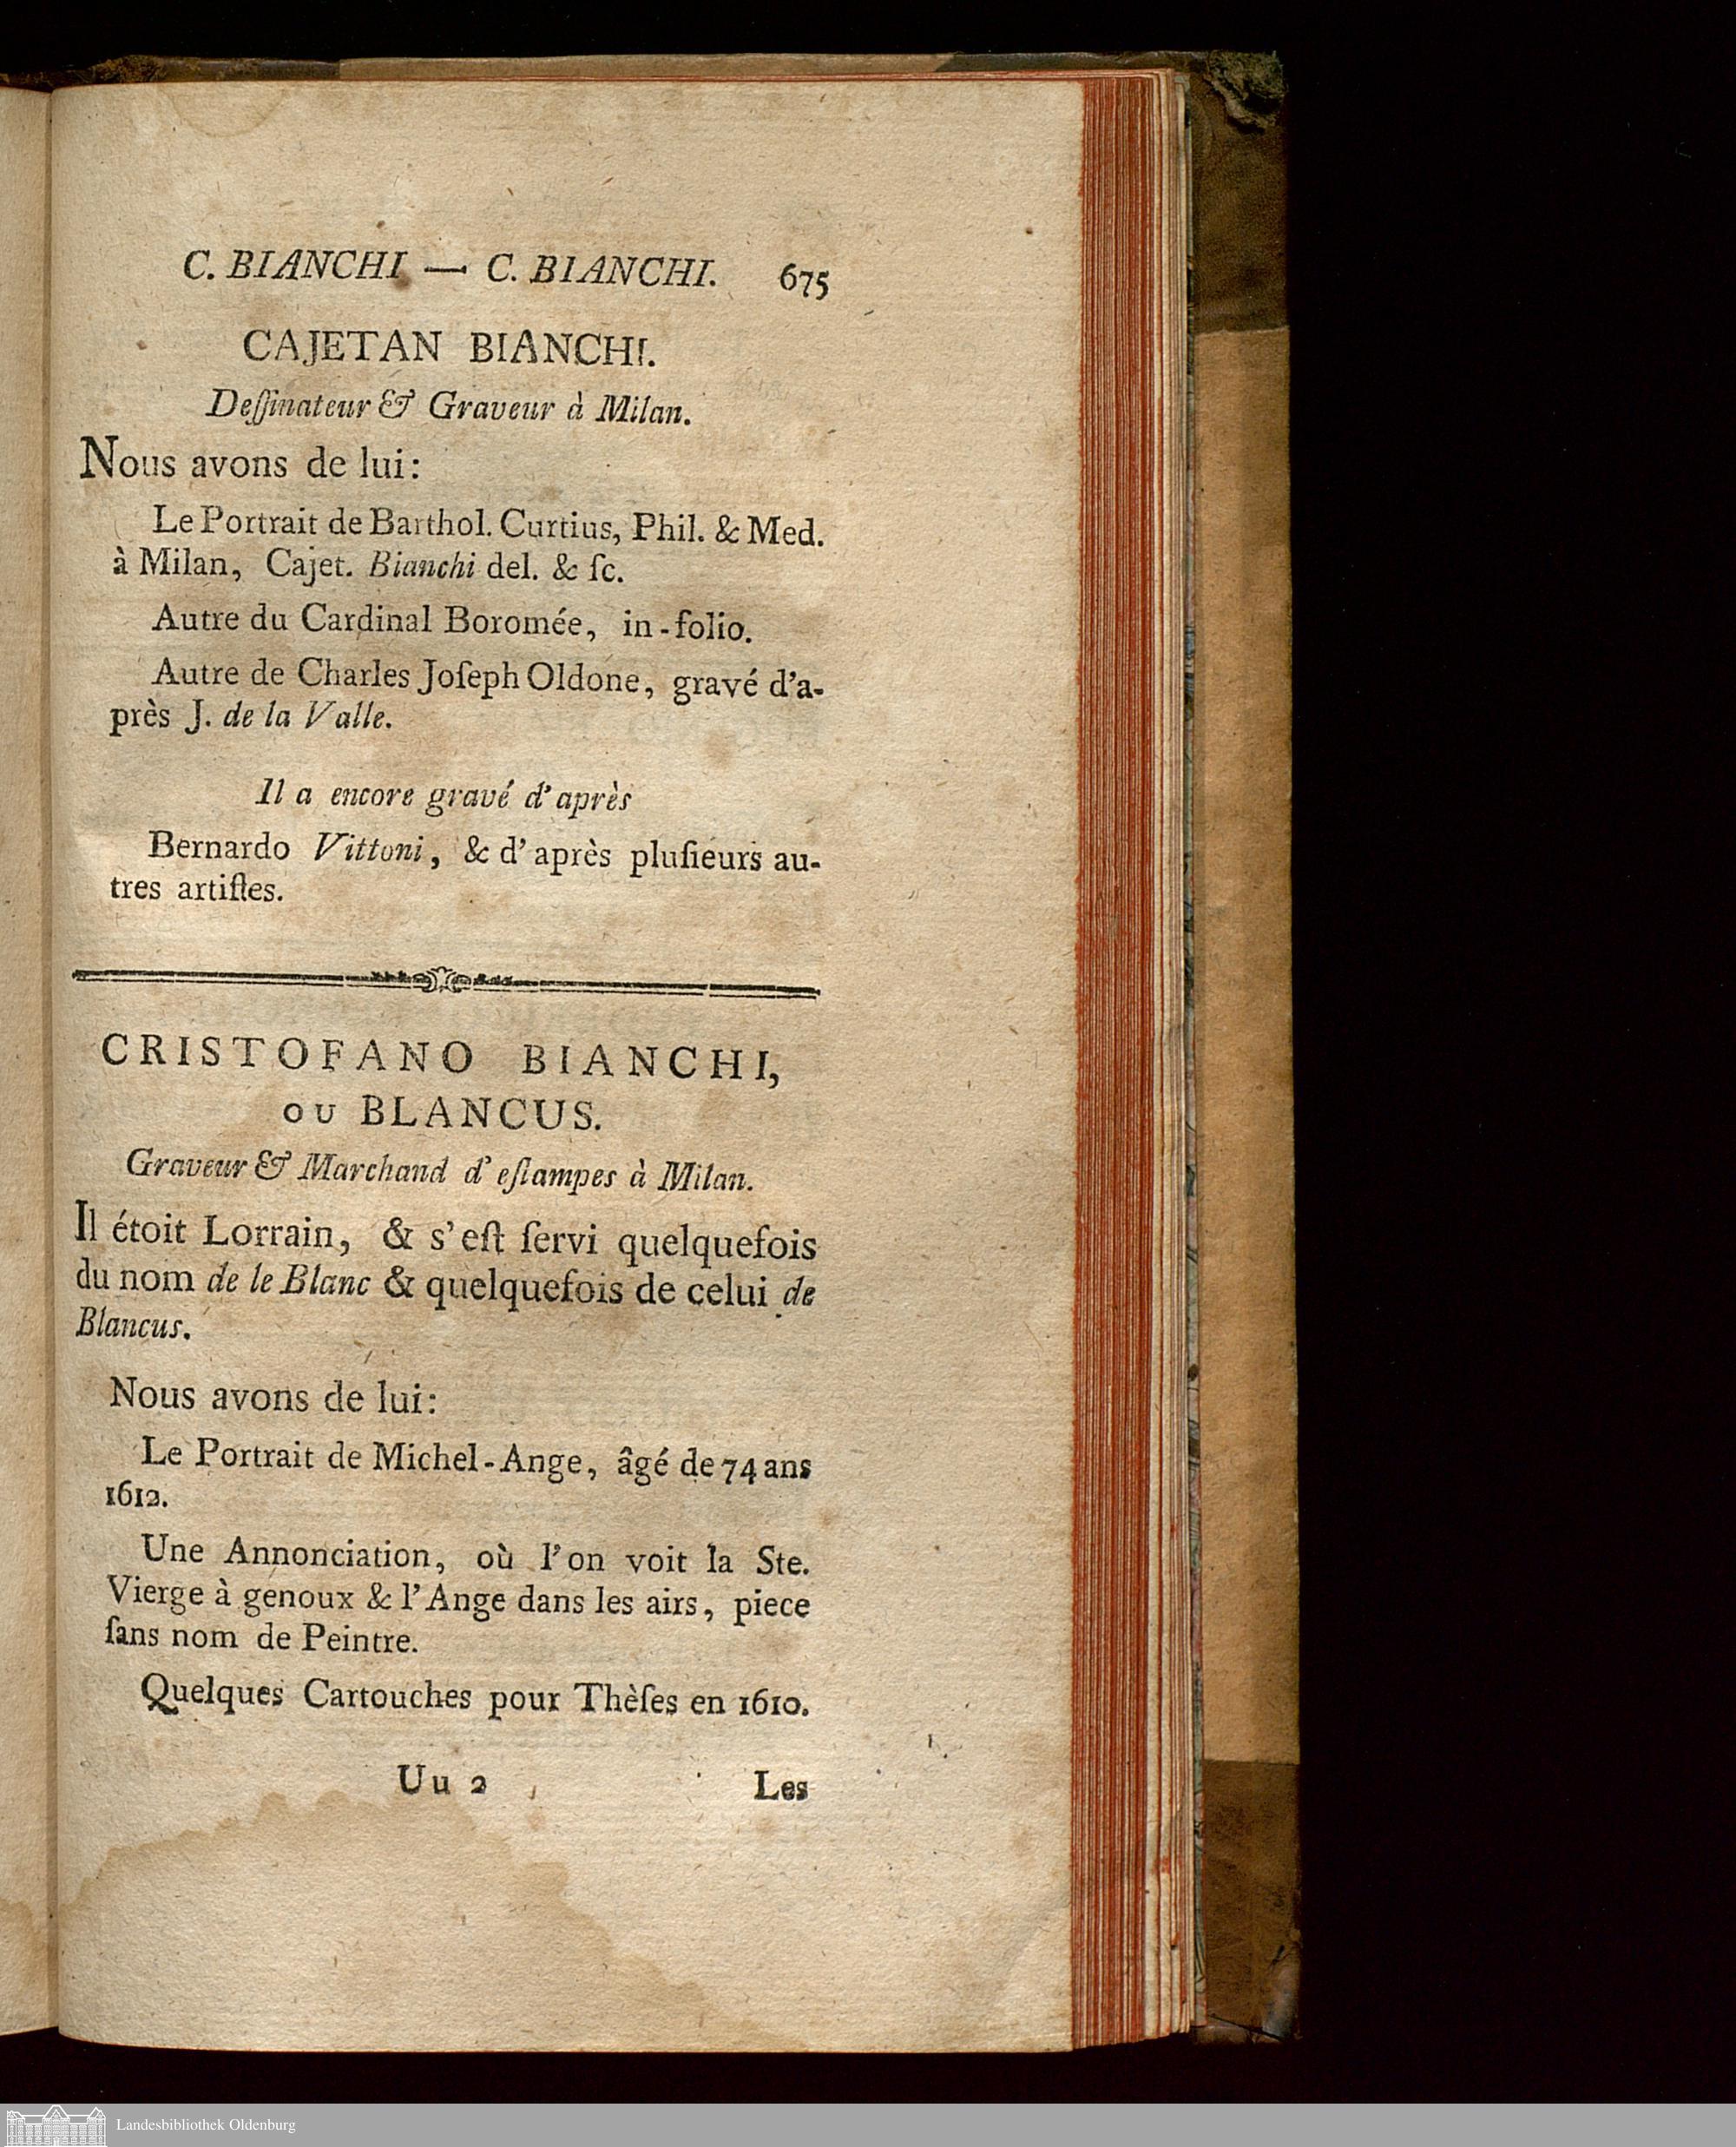 C. BIANCHI — C. BIANCHI. 675
CAJETAN BIANCHI.
Deſſinateur & Graveur à Milan.
Nous avons de lui:
Le Portrait de Barthol. Curtius, Phil. & Med.
à Milan, Cajet. Bianchi del. & ſc.
Autre du Cardinal Boromée, in-folio.
Autre de Charles Joſeph Oldone, gravé d'a-
près J. de la Valle.
Il a encore gravé d'après
Bernardo Vittoni, & d'après pluſieurs au-
tres artiſtes.
CRISTOFANO BIANCHI,
OU BLANCUS.
Graveur & Marchand d'eſtampes à Milan.
Il étoit Lorrain, & s'eſt ſervi quelquefois
du nom de le Blanc & quelquefois de celui de
Blancus.
Nous avons de lui:
Le Portrait de Michel-Ange, âgé de 74 ans
1612.
Une Annonciation, où l'on voit la Ste.
Vierge à genoux & l'Ange dans les airs, piece
ſans nom de Peintre.
Quelques Cartouches pour Thèſes en 1610.
Uu 2 Les
Landesbibliothek Oldenburg